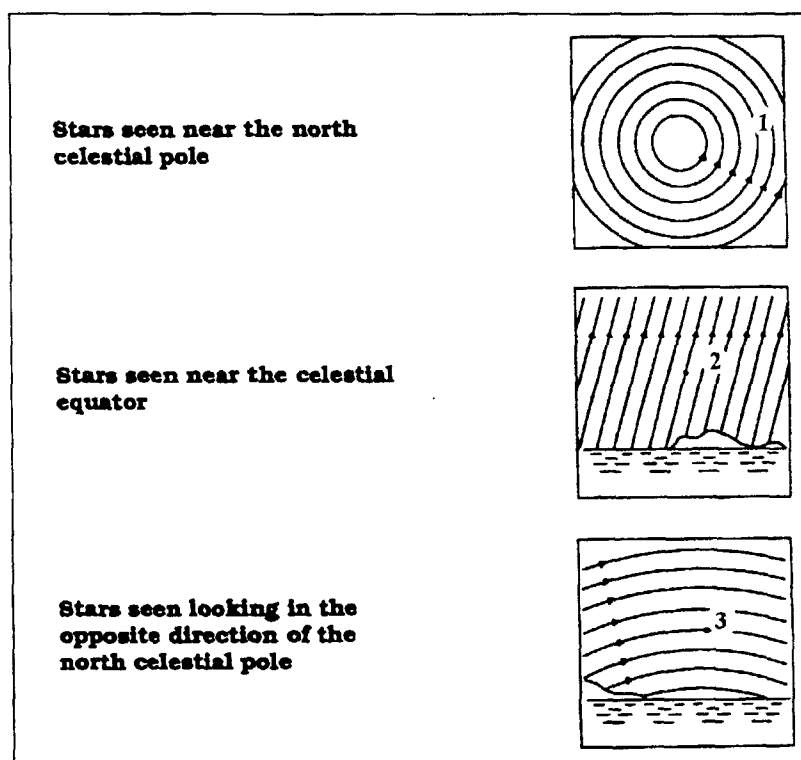 Stars seen near the north
celestial pole
1
Stars seen near the celestial
equator
2
Stars seen looking in the
opposite direction of the
north celestial pole
3